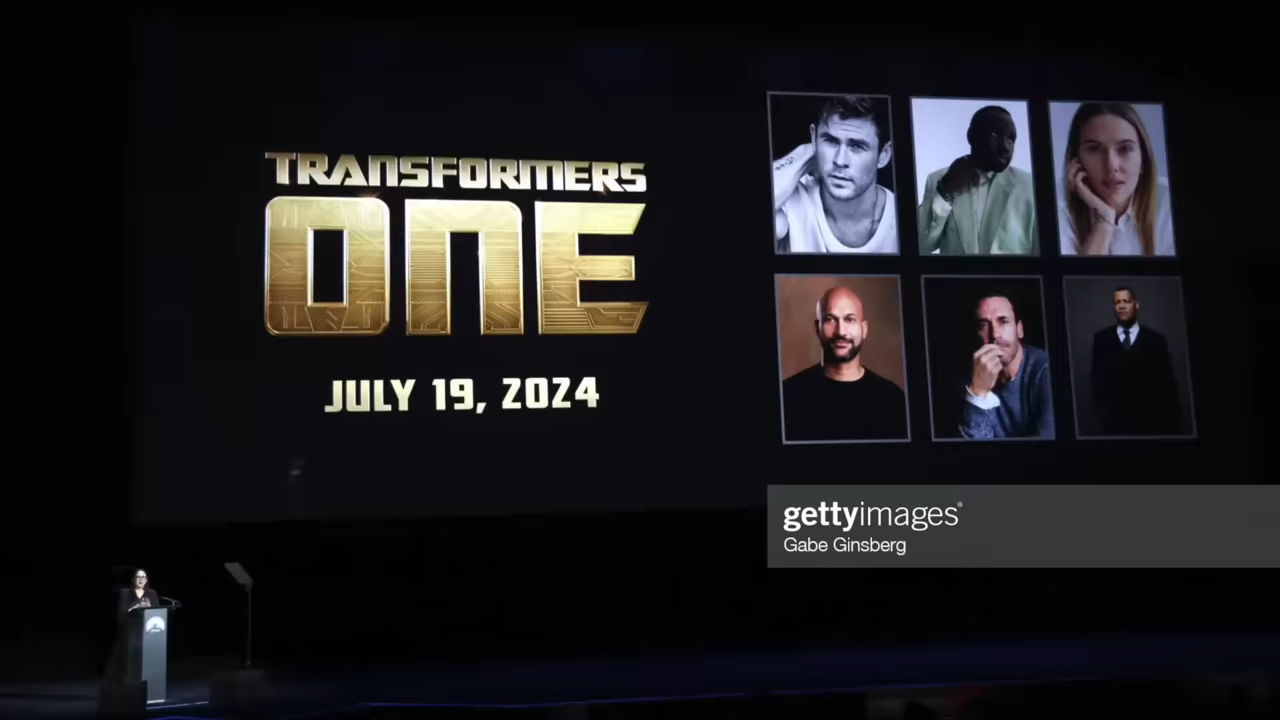 TRANSFORMERS
ONE
JULY 19, 2024
gettyimages®
Gabe Ginsberg